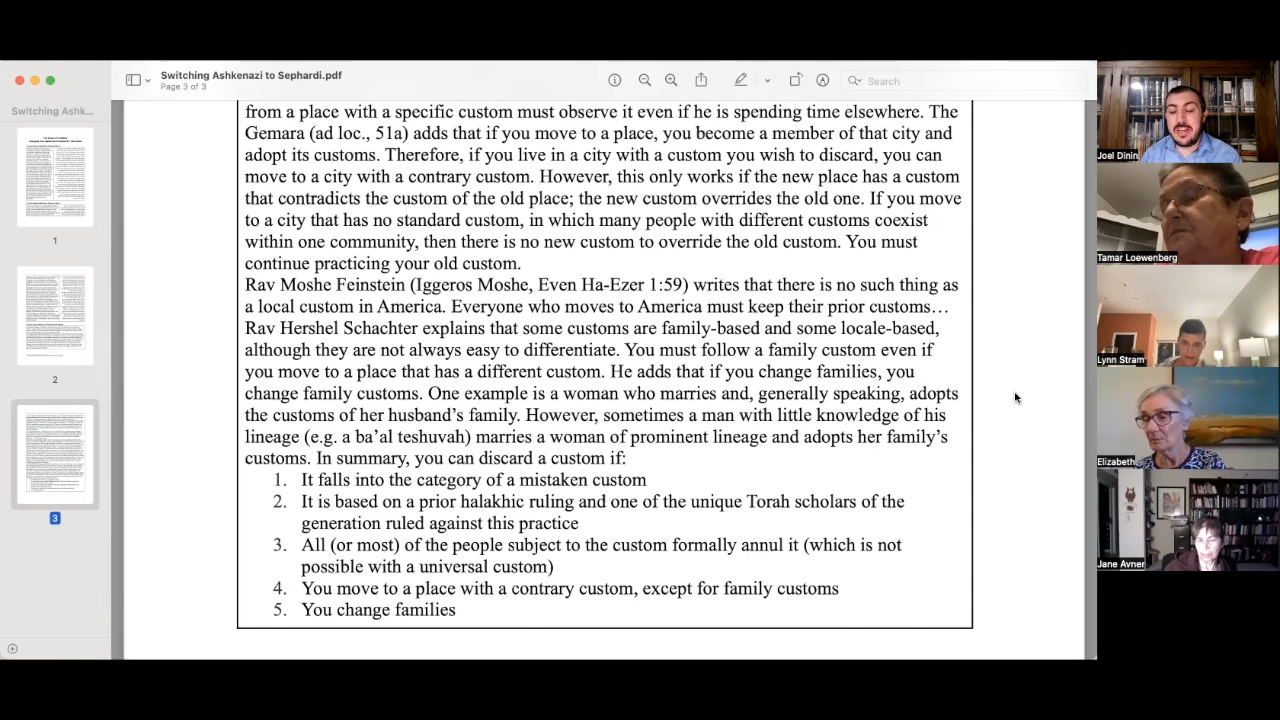 Switching Ashkenazi to Sephardi.pdf
Page 3 of 3
Search
Switching Ashk...
1
2
3
from a place with a specific custom must observe it even if he is spending time elsewhere. The
Gemara (ad loc., 51a) adds that if you move to a place, you become a member of that city and
adopt its customs. Therefore, if you live in a city with a custom you wish to discard, you can
move to a city with a contrary custom. However, this only works if the new place has a custom
that contradicts the custom of the old place; the new custom overrides the old one. If you move
to a city that has no standard custom, in which many people with different customs coexist
within one community, then there is no new custom to override the old custom. You must
continue practicing your old custom.
Rav Moshe Feinstein (Iggeros Moshe, Even Ha-Ezer 1:59) writes that there is no such thing as
a local custom in America. Everyone who moves to America must keep their prior customs…
Rav Hershel Schachter explains that some customs are family-based and some locale-based,
although they are not always easy to differentiate. You must follow a family custom even if
you move to a place that has a different custom. He adds that if you change families, you
change family customs. One example is a woman who marries and, generally speaking, adopts
the customs of her husband's family. However, sometimes a man with little knowledge of his
lineage (e.g. a ba'al teshuvah) marries a woman of prominent lineage and adopts her family's
customs. In summary, you can discard a custom if:
1. It falls into the category of a mistaken custom
2. It is based on a prior halakhic ruling and one of the unique Torah scholars of the
generation ruled against this practice
3. All (or most) of the people subject to the custom formally annul it (which is not
possible with a universal custom)
4. You move to a place with a contrary custom, except for family customs
5. You change families
Joel Dinin
Tamar Loewenberg
Lynn Stram
Elizabeth
Jane Avner